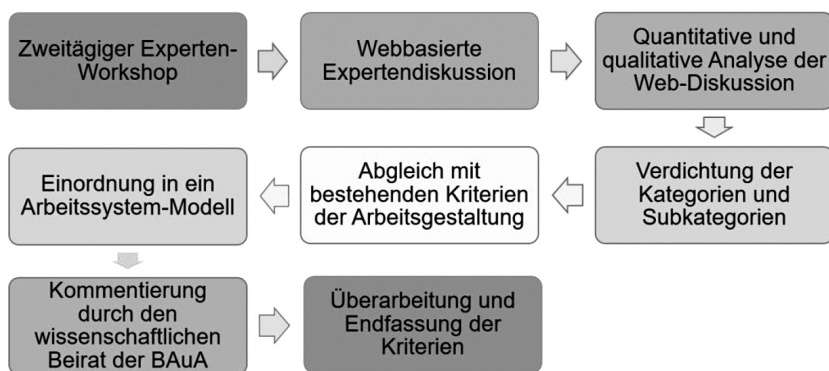 Zweitägiger Experten-
Workshop
Webbasierte
Expertendiskussion
Quantitative und
qualitative Analyse der
Web-Diskussion
Verdichtung der
Kategorien und
Subkategorien
Abgleich mit
bestehenden Kriterien
der Arbeitsgestaltung
Einordnung in ein
Arbeitssystem-Modell
Kommentierung
durch den
wissenschaftlichen
Beirat der BAuA
Überarbeitung und
Endfassung der
Kriterien